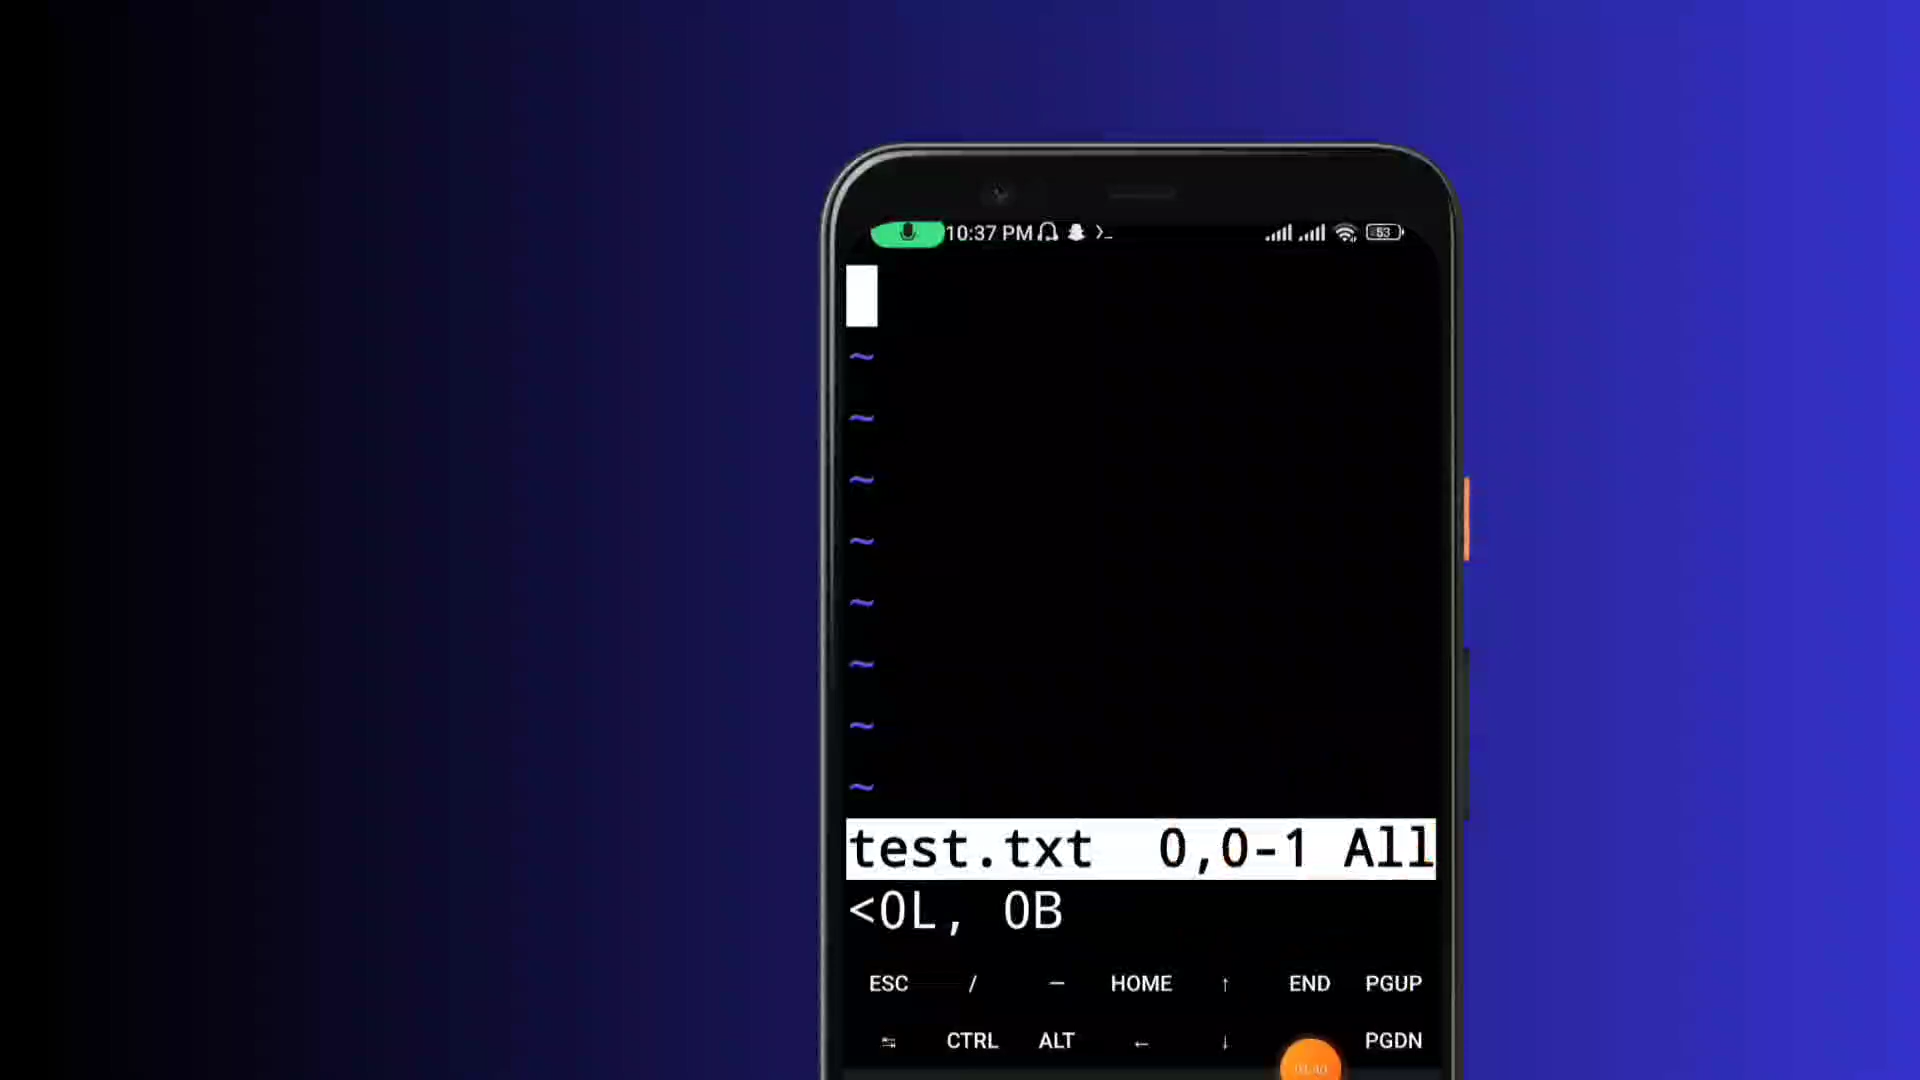 10:37 PM
53
~
~
~
~
~
~
~
~
test.txt 0,0-1 All
<0L, 0B
ESC / — HOME ↑ END PGUP
CTRL ALT ← ↓ PGDN